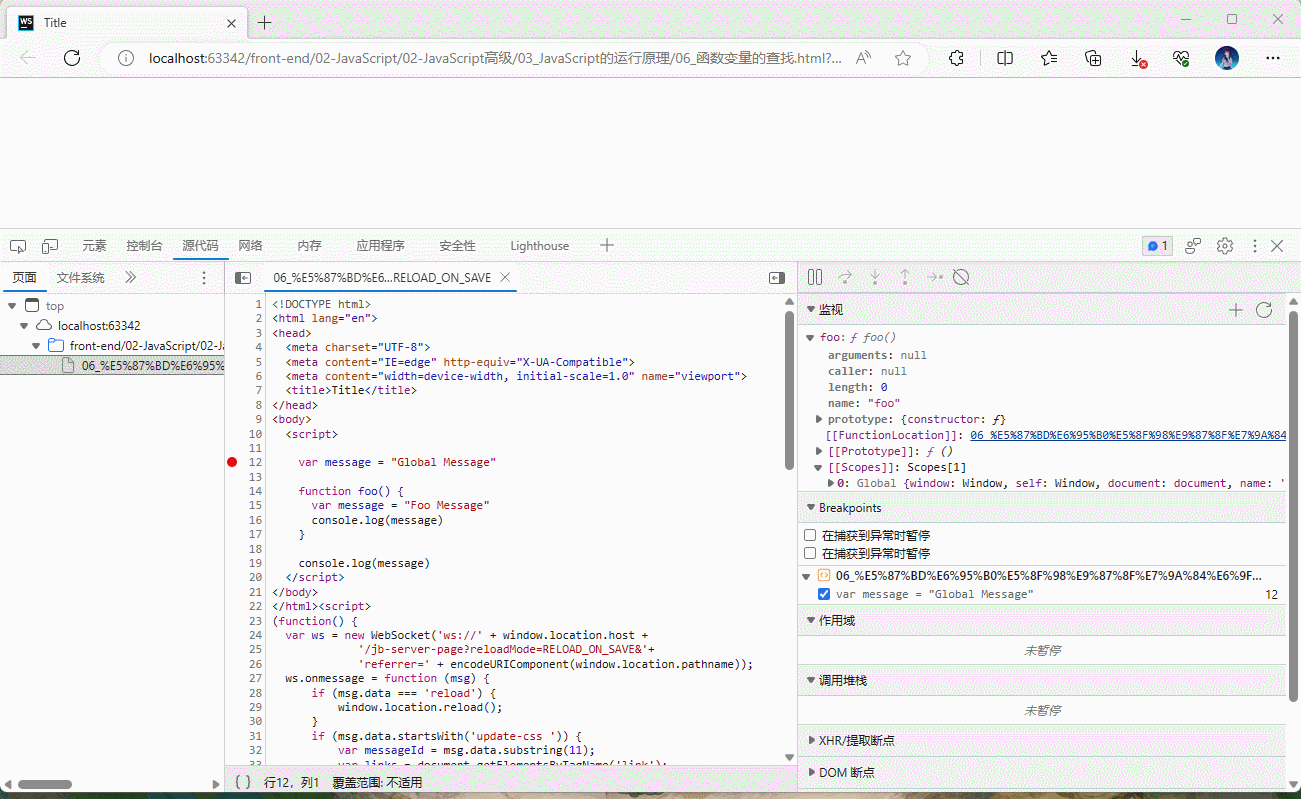 Title
localhost:63342/front-end/02-JavaScript/02-JavaScript高级/03_JavaScript的运行原理/06_函数变量的查找.html?...
元素 控制台 源代码 网络 内存 应用程序 安全性 Lighthouse
1
页面 文件系统
top
localhost:63342
front-end/02-JavaScript/02-J
06_%E5%87%BD%E6%95%
06_%E5%87%BD%E6...RELOAD_ON_SAVE
1 <!DOCTYPE html>
2 <html lang="en">
3 <head>
4 <meta charset="UTF-8">
5 <meta content="IE=edge" http-equiv="X-UA-Compatible">
6 <meta content="width=device-width, initial-scale=1.0" name="viewport">
7 <title>Title</title>
8 </head>
9 <body>
10 <script>
11
12 var message = "Global Message"
13
14 function foo() {
15 var message = "Foo Message"
16 console.log(message)
17 }
18
19 console.log(message)
20 </script>
21 </body>
22 </html><script>
23 (function() {
24 var ws = new WebSocket('ws://' + window.location.host +
25 '/jb-server-page?reloadMode=RELOAD_ON_SAVE&'+
26 'referrer=' + encodeURIComponent(window.location.pathname));
27 ws.onmessage = function (msg) {
28 if (msg.data === 'reload') {
29 window.location.reload();
30 }
31 if (msg.data.startsWith('update-css ')) {
32 var messageId = msg.data.substring(11);
33 var links = document.getElementsByTagName('link');
{ } 行12，列1 覆盖范围: 不适用
监视
foo: ƒ foo()
arguments: null
caller: null
length: 0
name: "foo"
prototype: {constructor: ƒ}
[[FunctionLocation]]: 06_%E5%87%BD%E6%95%B0%E5%8F%98%E9%87%8F%E7%9A%84
[[Prototype]]: ƒ ()
[[Scopes]]: Scopes[1]
0: Global {window: Window, self: Window, document: document, name: '
Breakpoints
在捕获到异常时暂停
在捕获到异常时暂停
06_%E5%87%BD%E6%95%B0%E5%8F%98%E9%87%8F%E7%9A%84%E6%9F...
var message = "Global Message" 12
作用域
未暂停
调用堆栈
未暂停
XHR/提取断点
DOM 断点